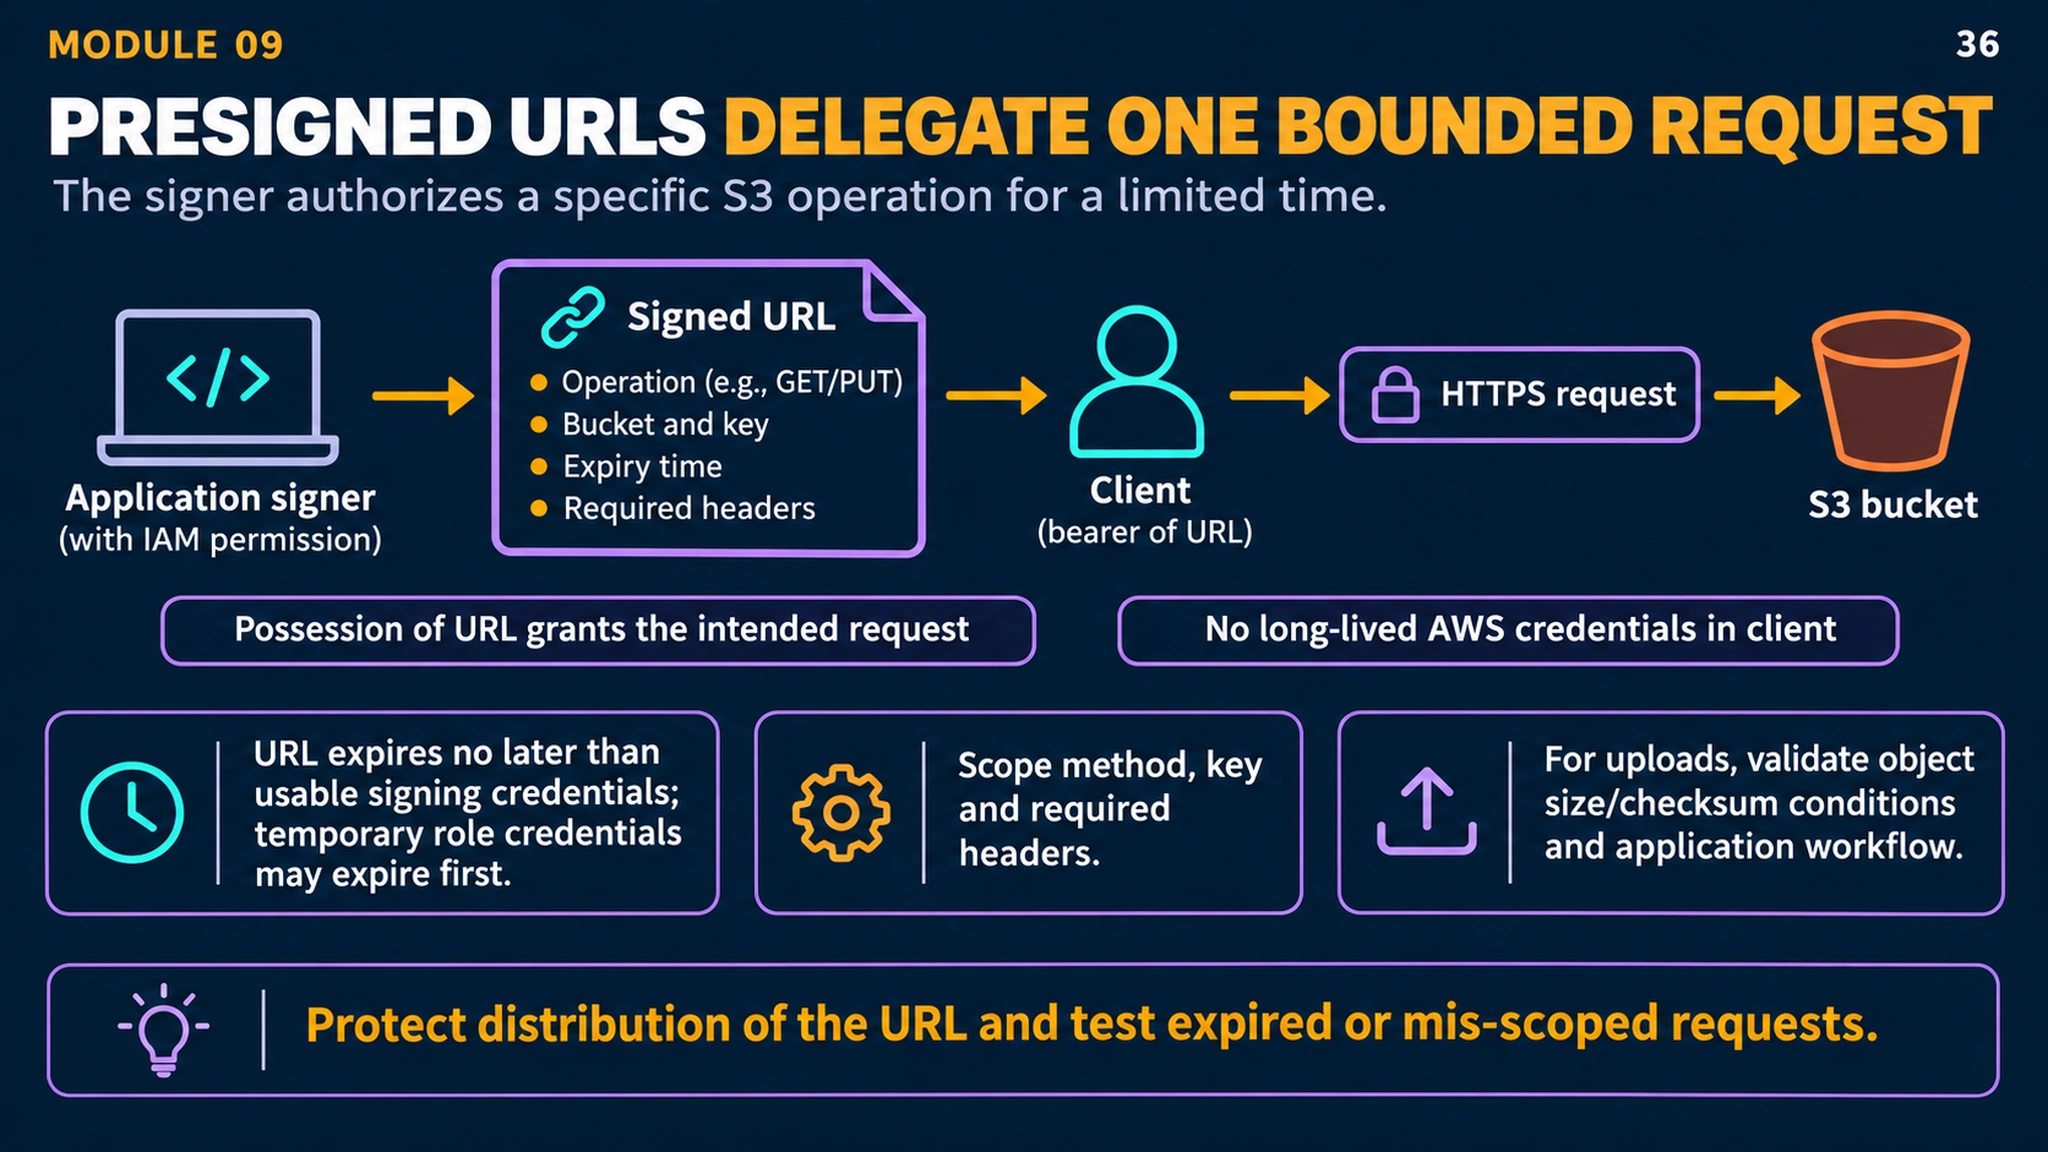 MODULE 09
36
PRESIGNED URLS DELEGATE ONE BOUNDED REQUEST
The signer authorizes a specific S3 operation for a limited time.
</>
Application signer
(with IAM permission)
Signed URL
Operation (e.g., GET/PUT)
Bucket and key
Expiry time
Required headers
Client
(bearer of URL)
HTTPS request
S3 bucket
Possession of URL grants the intended request
No long-lived AWS credentials in client
URL expires no later than
usable signing credentials;
temporary role credentials
may expire first.
Scope method, key
and required
headers.
For uploads, validate object
size/checksum conditions
and application workflow.
Protect distribution of the URL and test expired or mis-scoped requests.